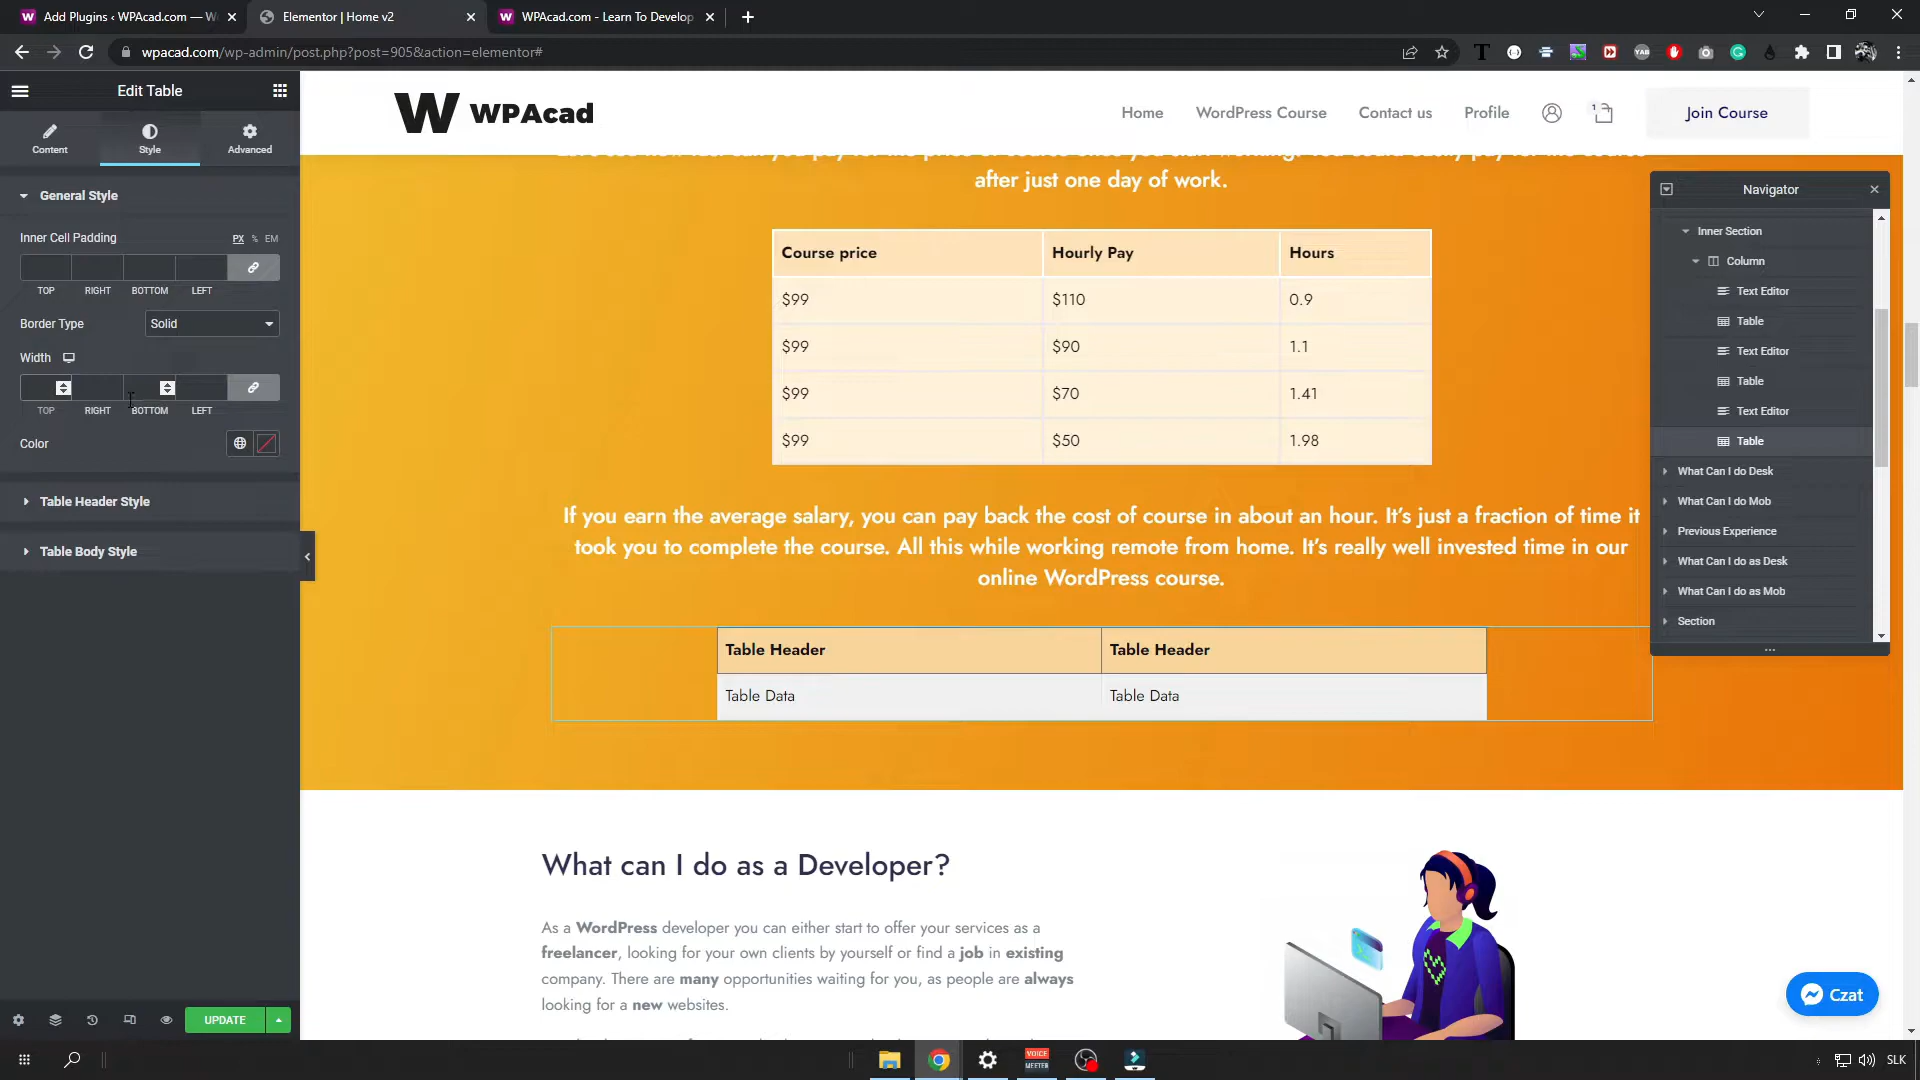 Add Plugins ‹ WPAcad.com — W
Elementor | Home v2
WPAcad.com - Learn To Develop
wpacad.com/wp-admin/post.php?post=905&action=elementor#
Edit Table
Content
Style
Advanced
General Style
Inner Cell Padding
PX % EM
TOP RIGHT BOTTOM LEFT
Border Type
Solid
Width
TOP RIGHT BOTTOM LEFT
Color
Table Header Style
Table Body Style
UPDATE
W WPAcad
Home
WordPress Course
Contact us
Profile
1
Join Course
after just one day of work.
Course price Hourly Pay Hours
$99 $110 0.9
$99 $90 1.1
$99 $70 1.41
$99 $50 1.98
If you earn the average salary, you can pay back the cost of course in about an hour. It's just a fraction of time it
took you to complete the course. All this while working remote from home. It's really well invested time in our
online WordPress course.
Table Header Table Header
Table Data Table Data
Navigator
Inner Section
Column
Text Editor
Table
Text Editor
Table
Text Editor
Table
What Can I do Desk
What Can I do Mob
Previous Experience
What Can I do as Desk
What Can I do as Mob
Section
What can I do as a Developer?
As a WordPress developer you can either start to offer your services as a
freelancer, looking for your own clients by yourself or find a job in existing
company. There are many opportunities waiting for you, as people are always
looking for a new websites.
Czat
VOICE
MEETER
SLK